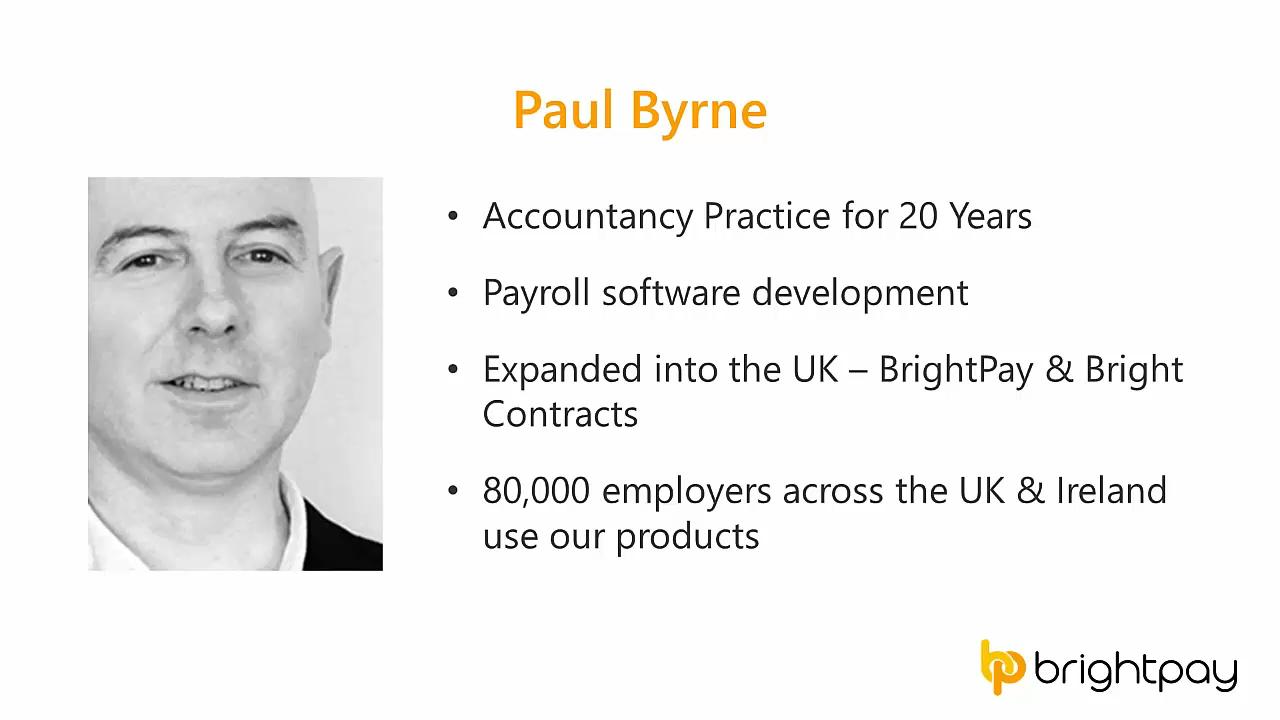 Paul Byrne
• Accountancy Practice for 20 Years
• Payroll software development
• Expanded into the UK – BrightPay & Bright
Contracts
• 80,000 employers across the UK & Ireland
use our products
brightpay